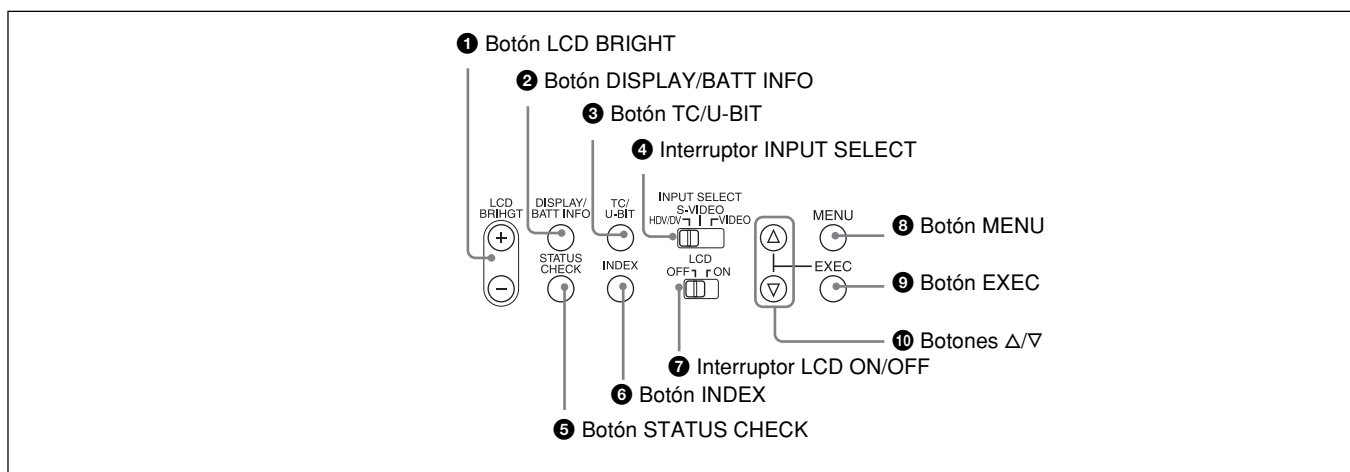 ❶ Botón LCD BRIGHT
❷ Botón DISPLAY/BATT INFO
❸ Botón TC/U-BIT
❹ Interruptor INPUT SELECT
LCD
BRIHGT
DISPLAY/
BATT INFO
TC/
U-BIT
INPUT SELECT
S-VIDEO
HDV/DV
VIDEO
MENU
❽ Botón MENU
+
−
STATUS
CHECK
INDEX
LCD
OFF
ON
△
EXEC
▽
❾ Botón EXEC
❿ Botones △/▽
❼ Interruptor LCD ON/OFF
❻ Botón INDEX
❺ Botón STATUS CHECK